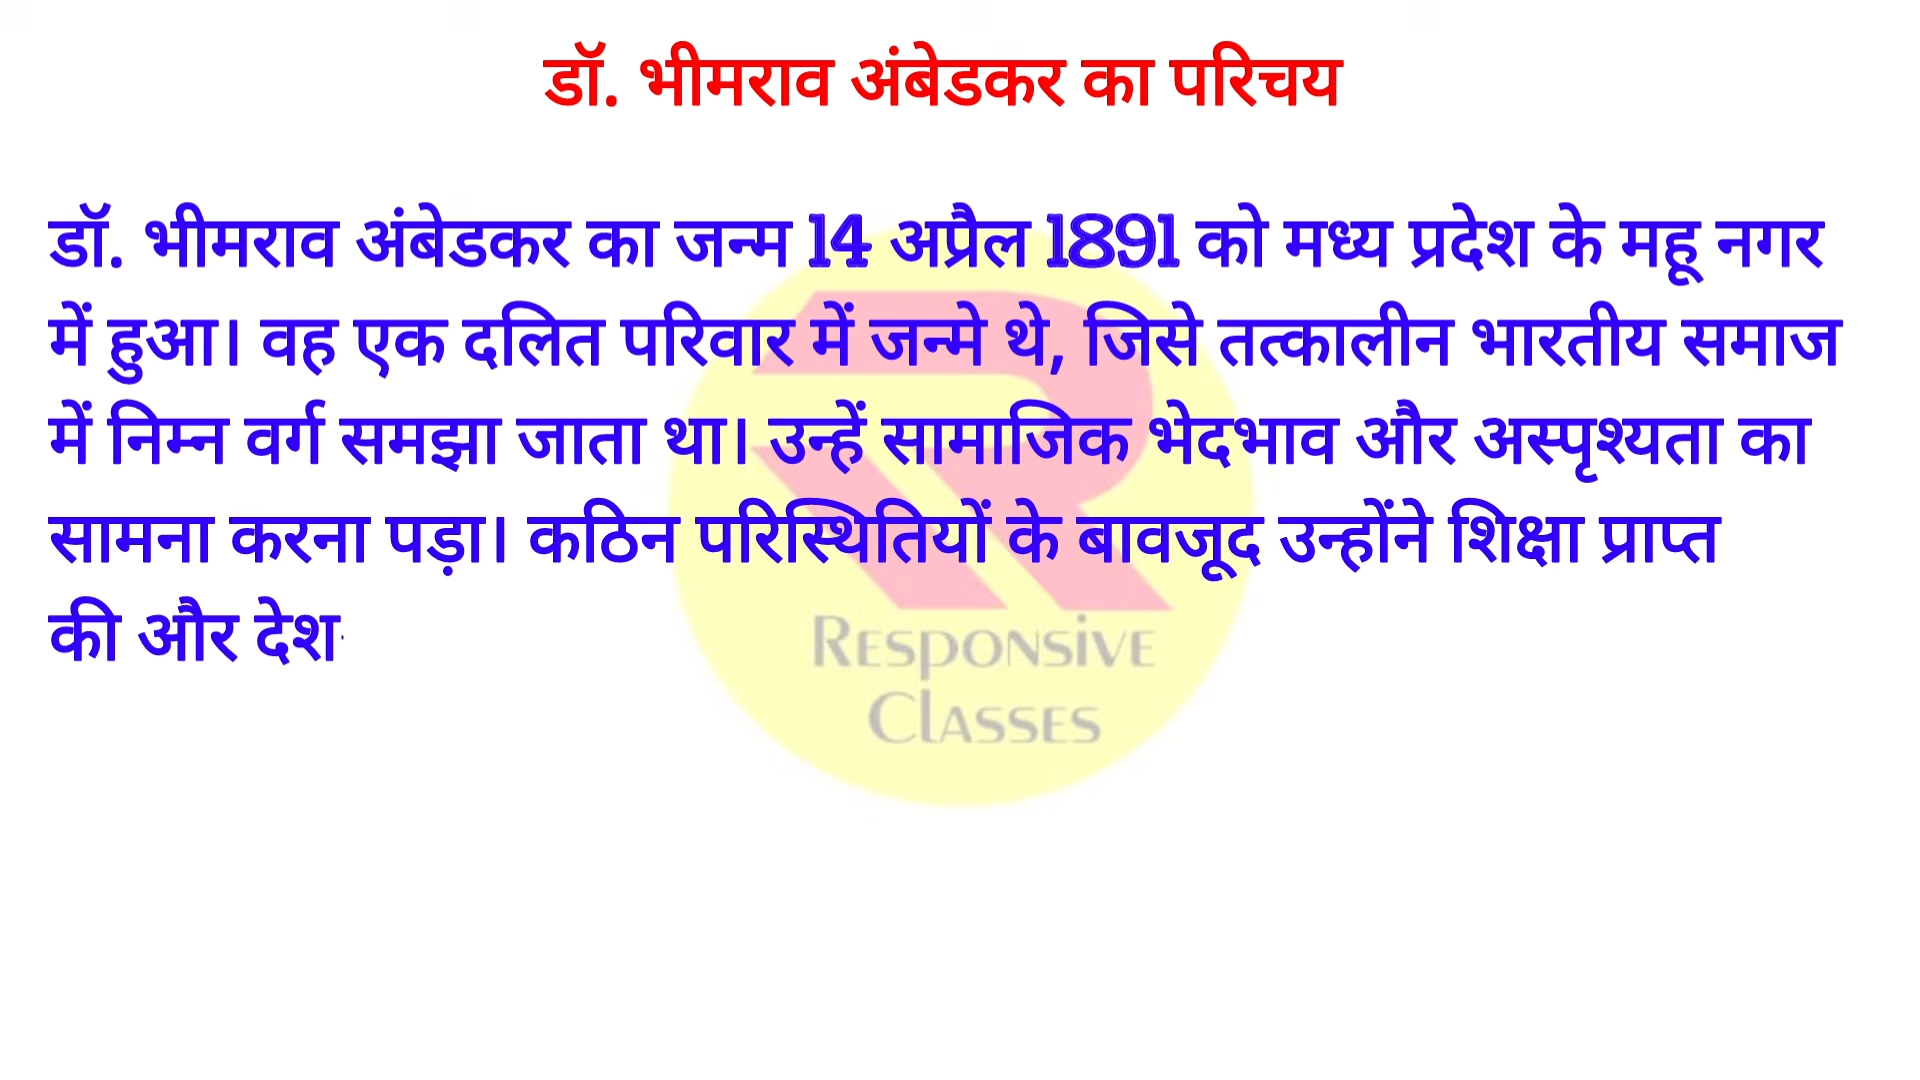 डॉ. भीमराव अंबेडकर का परिचय
डॉ. भीमराव अंबेडकर का जन्म 14 अप्रैल 1891 को मध्य प्रदेश के महू नगर
में हुआ। वह एक दलित परिवार में जन्मे थे, जिसे तत्कालीन भारतीय समाज
में निम्न वर्ग समझा जाता था। उन्हें सामाजिक भेदभाव और अस्पृश्यता का
सामना करना पड़ा। कठिन परिस्थितियों के बावजूद उन्होंने शिक्षा प्राप्त
की और देश
RESPONSIVE
CLASSES